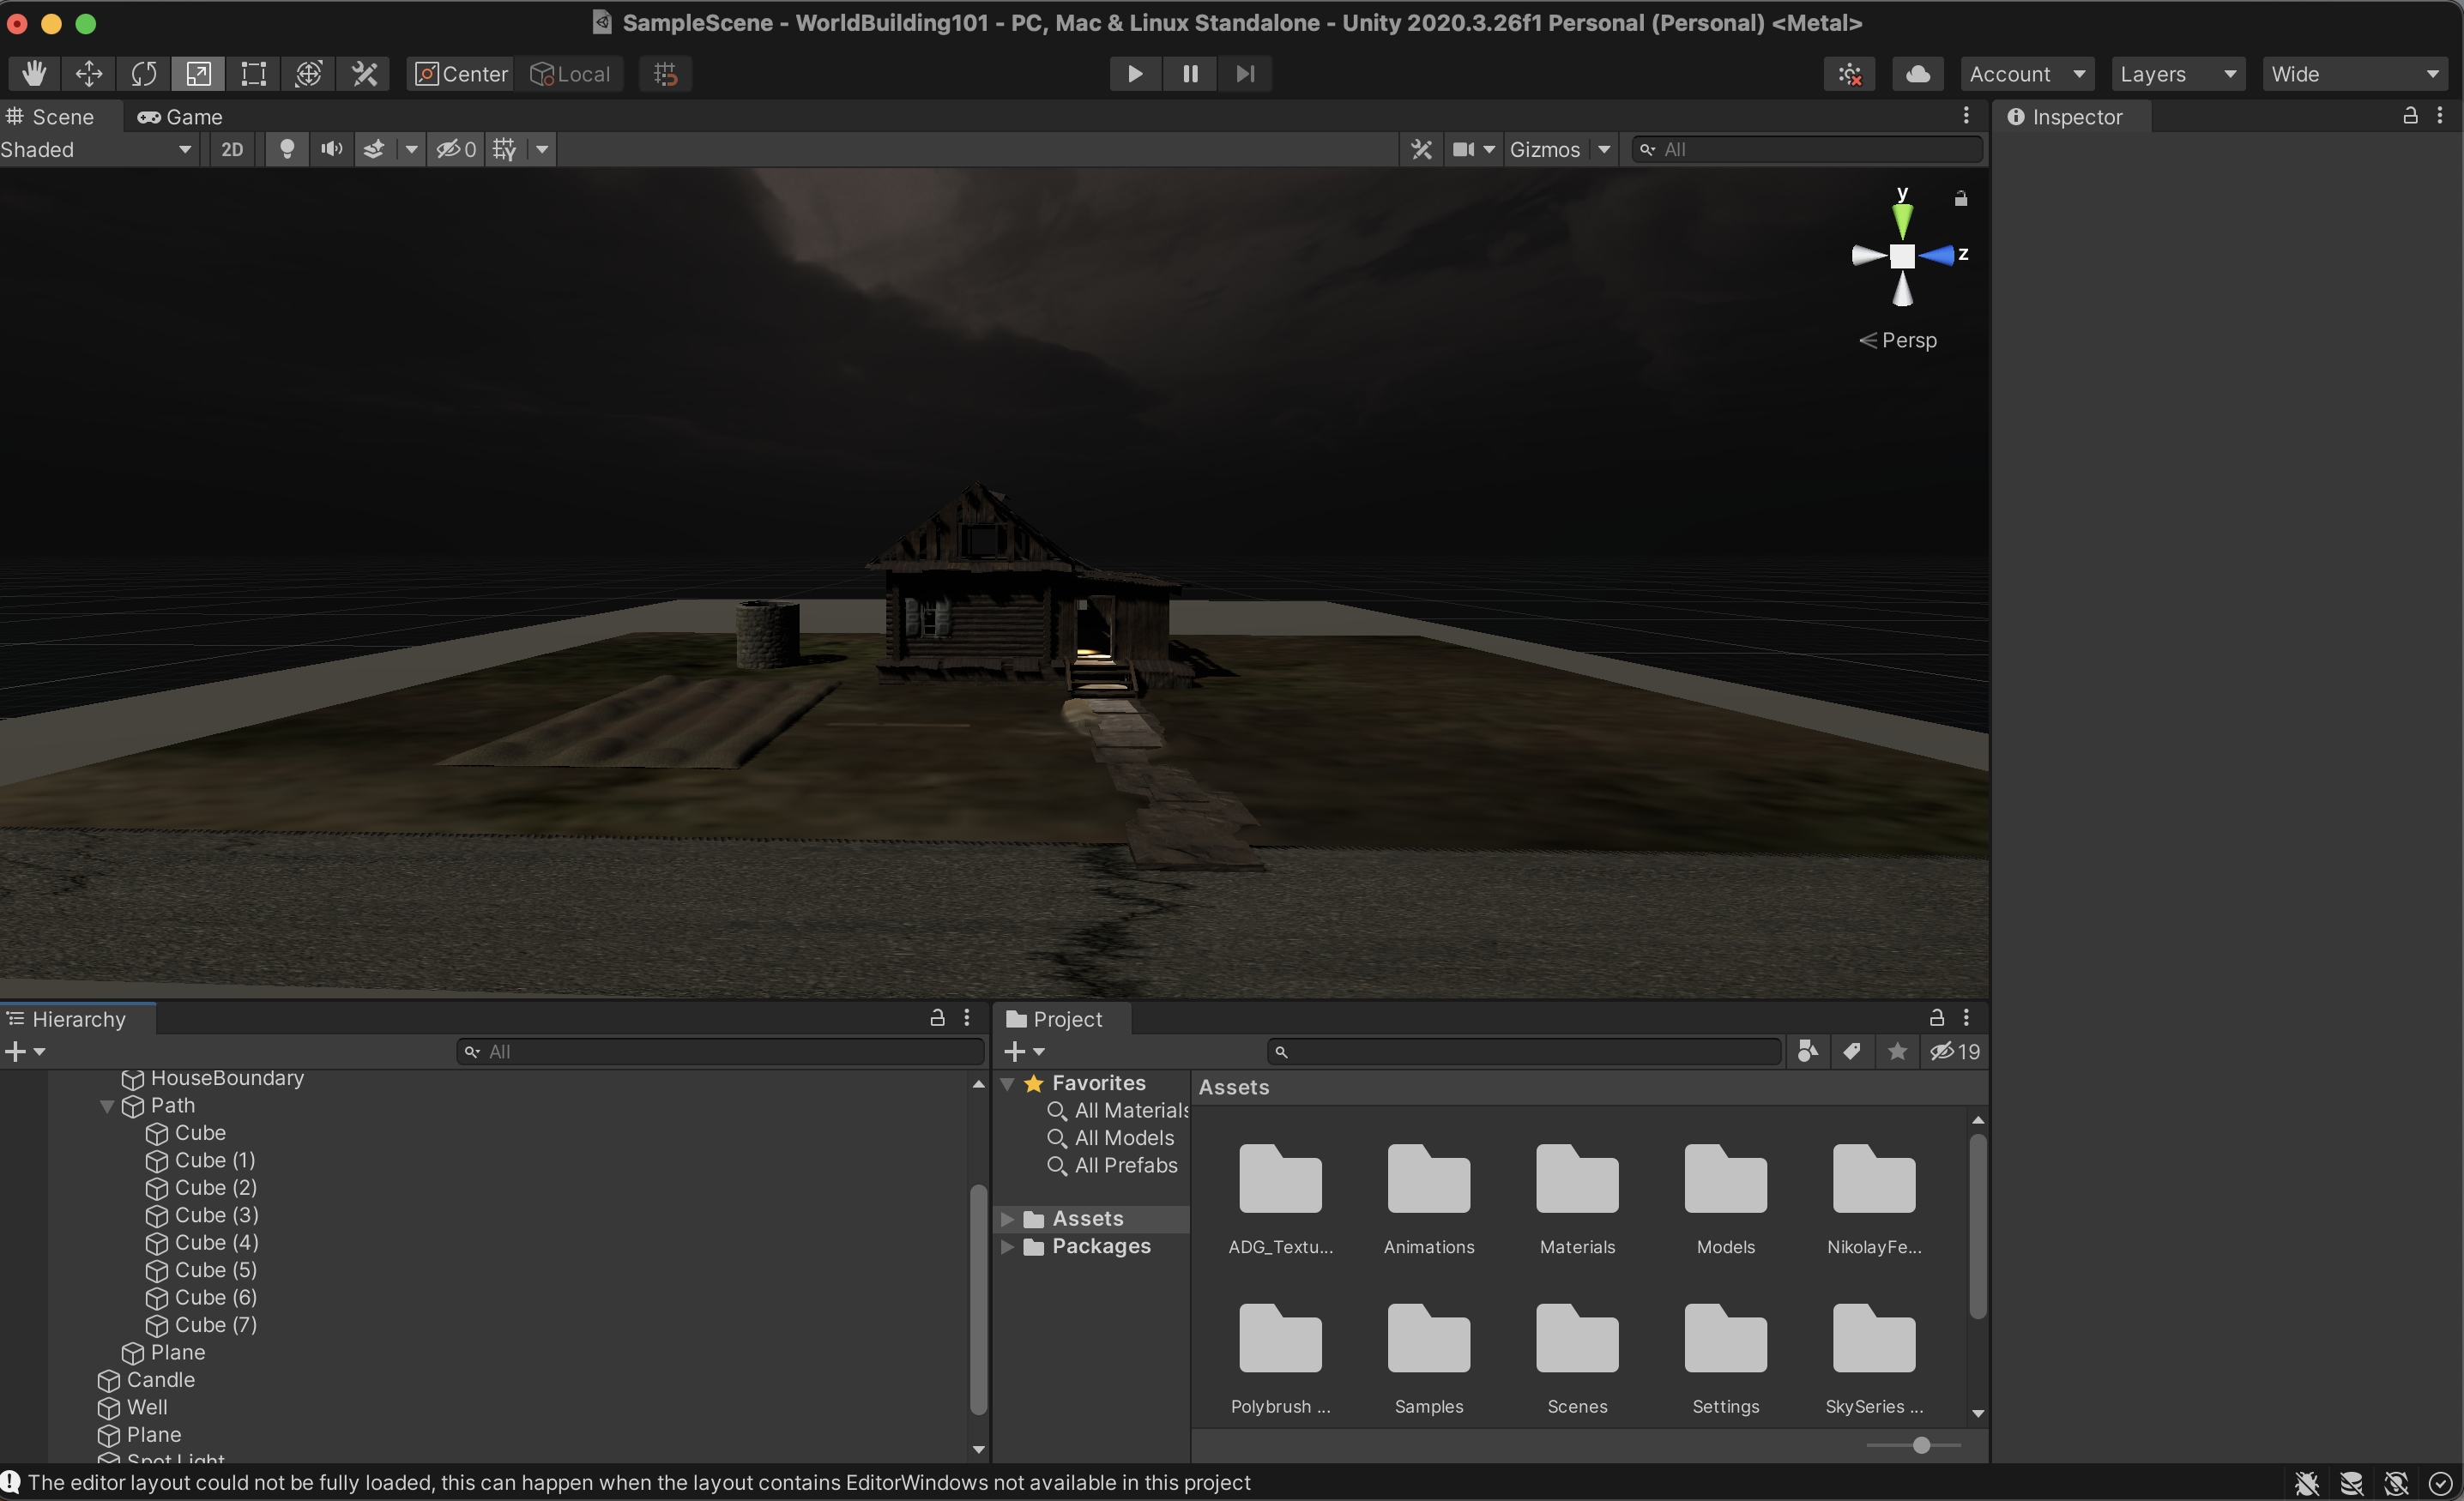 SampleScene - WorldBuilding101 - PC, Mac & Linux Standalone - Unity 2020.3.26f1 Personal (Personal) <Metal>
Center
Local
Account
Layers
Wide
Scene
Game
Inspector
Shaded
2D
0
Gizmos
All
y
z
Persp
Hierarchy
All
HouseBoundary
Path
Cube
Cube (1)
Cube (2)
Cube (3)
Cube (4)
Cube (5)
Cube (6)
Cube (7)
Plane
Candle
Well
Plane
Spot Light
Project
19
Favorites
All Materials
All Models
All Prefabs
Assets
Packages
Assets
ADG_Textu...
Animations
Materials
Models
NikolayFe...
Polybrush ...
Samples
Scenes
Settings
SkySeries ...
The editor layout could not be fully loaded, this can happen when the layout contains EditorWindows not available in this project